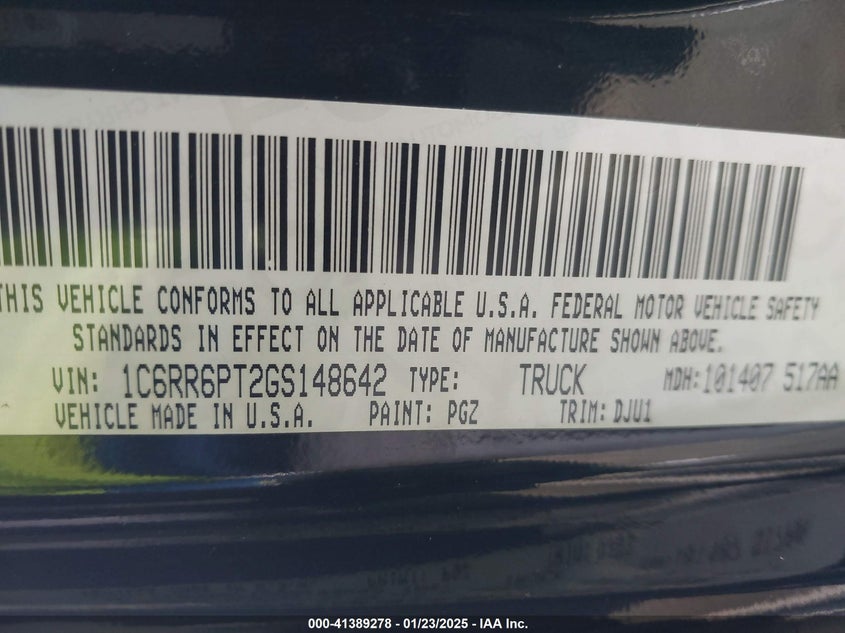 THIS VEHICLE CONFORMS TO ALL APPLICABLE U.S.A. FEDERAL MOTOR VEHICLE SAFETY
STANDARDS IN EFFECT ON THE DATE OF MANUFACTURE SHOWN ABOVE.
VIN: 1C6RR6PT2GS148642 TYPE: TRUCK MDH:101407 517AA
VEHICLE MADE IN U.S.A. PAINT: PGZ TRIM: DJU1
000-41389278 - 01/23/2025 - IAA Inc.